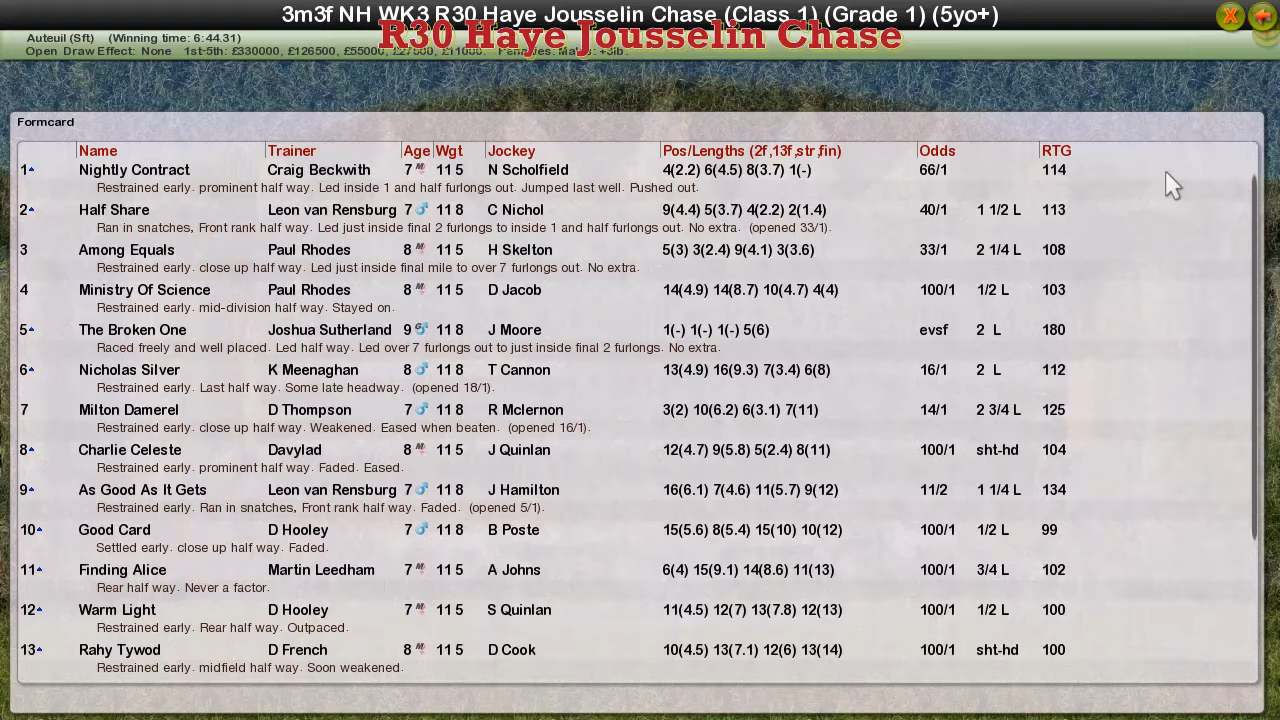 3m3f NH WK3 R30 Haye Jousselin Chase (Class 1) (Grade 1) (5yo+)
R30 Haye Jousselin Chase
Auteuil (Sft) (Winning time: 6:44.31)
Open Draw Effect: None 1st-5th: £330000, £126500, £55000, £27500, £11000. Penalties: Males +3lb.
Formcard
Name Trainer Age Wgt Jockey Pos/Lengths (2f,13f,str,fin) Odds RTG
1 Nightly Contract Craig Beckwith 7 11 5 N Scholfield 4(2.2) 6(4.5) 8(3.7) 1(-) 66/1 114
Restrained early. prominent half way. Led inside 1 and half furlongs out. Jumped last well. Pushed out.
2 Half Share Leon van Rensburg 7 11 8 C Nichol 9(4.4) 5(3.7) 4(2.2) 2(1.4) 40/1 1 1/2 L 113
Ran in snatches, Front rank half way. Led just inside final 2 furlongs to inside 1 and half furlongs out. No extra. (opened 33/1).
3 Among Equals Paul Rhodes 8 11 5 H Skelton 5(3) 3(2.4) 9(4.1) 3(3.6) 33/1 2 1/4 L 108
Restrained early. close up half way. Led just inside final mile to over 7 furlongs out. No extra.
4 Ministry Of Science Paul Rhodes 8 11 5 D Jacob 14(4.9) 14(8.7) 10(4.7) 4(4) 100/1 1/2 L 103
Restrained early. mid-division half way. Stayed on.
5 The Broken One Joshua Sutherland 9 11 8 J Moore 1(-) 1(-) 1(-) 5(6) evsf 2 L 180
Raced freely and well placed. Led half way. Led over 7 furlongs out to just inside final 2 furlongs. No extra.
6 Nicholas Silver K Meenaghan 8 11 8 T Cannon 13(4.9) 16(9.3) 7(3.4) 6(8) 16/1 2 L 112
Restrained early. Last half way. Some late headway. (opened 18/1).
7 Milton Damerel D Thompson 7 11 8 R Mclernon 3(2) 10(6.2) 6(3.1) 7(11) 14/1 2 3/4 L 125
Restrained early. close up half way. Weakened. Eased when beaten. (opened 16/1).
8 Charlie Celeste Davylad 8 11 5 J Quinlan 12(4.7) 9(5.8) 5(2.4) 8(11) 100/1 sht-hd 104
Restrained early. prominent half way. Faded. Eased.
9 As Good As It Gets Leon van Rensburg 7 11 8 J Hamilton 16(6.1) 7(4.6) 11(5.7) 9(12) 11/2 1 1/4 L 134
Restrained early. Ran in snatches, Front rank half way. Faded. (opened 5/1).
10 Good Card D Hooley 7 11 8 B Poste 15(5.6) 8(5.4) 15(10) 10(12) 100/1 1/2 L 99
Settled early. close up half way. Faded.
11 Finding Alice Martin Leedham 7 11 5 A Johns 6(4) 15(9.1) 14(8.6) 11(13) 100/1 3/4 L 102
Rear half way. Never a factor.
12 Warm Light D Hooley 7 11 5 S Quinlan 11(4.5) 12(7) 13(7.8) 12(13) 100/1 1/2 L 100
Restrained early. Rear half way. Outpaced.
13 Rahy Tywod D French 8 11 5 D Cook 10(4.5) 13(7.1) 12(6) 13(14) 100/1 sht-hd 100
Restrained early. midfield half way. Soon weakened.